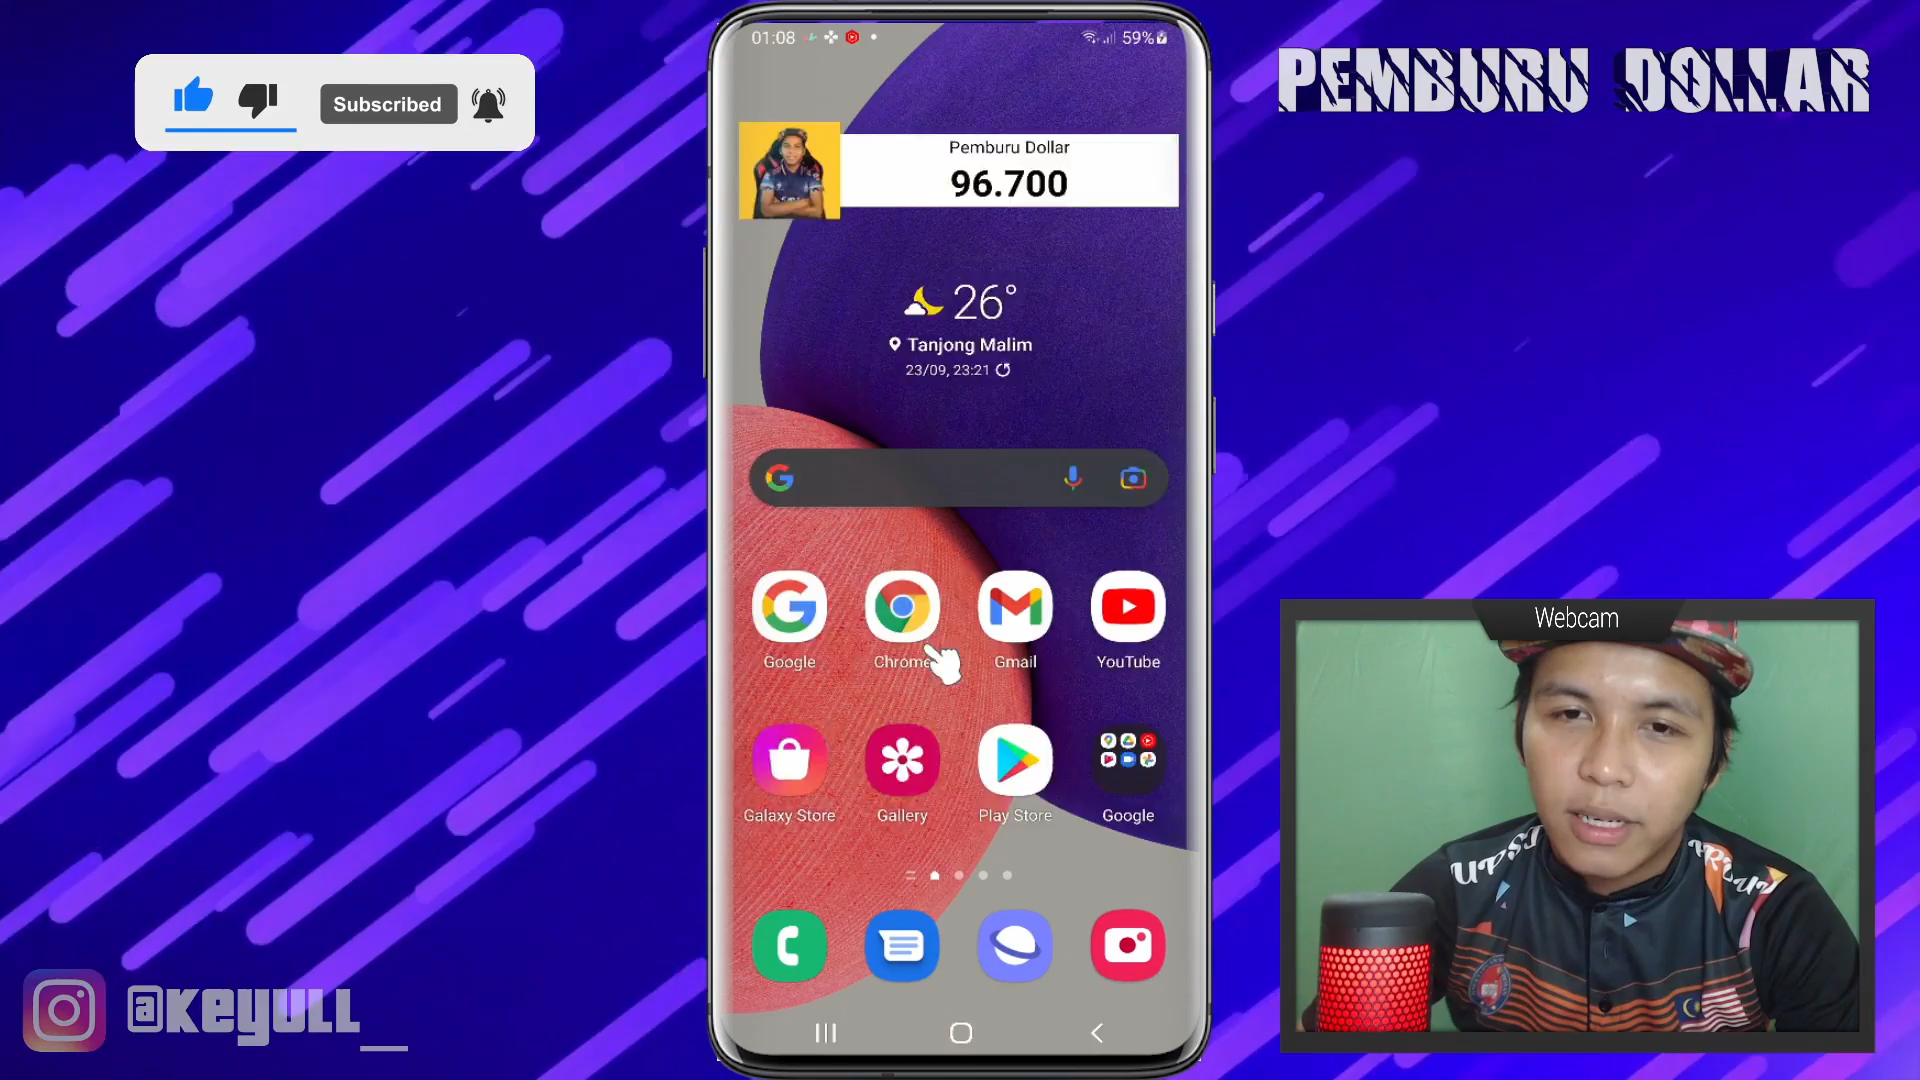 Subscribed
@KEYULL_
01:08
59%
Pemburu Dollar
96.700
26°
Tanjong Malim
23/09, 23:21
Google
Chrome
Gmail
YouTube
Galaxy Store
Gallery
Play Store
Google
PEMBURU DOLLAR
Webcam